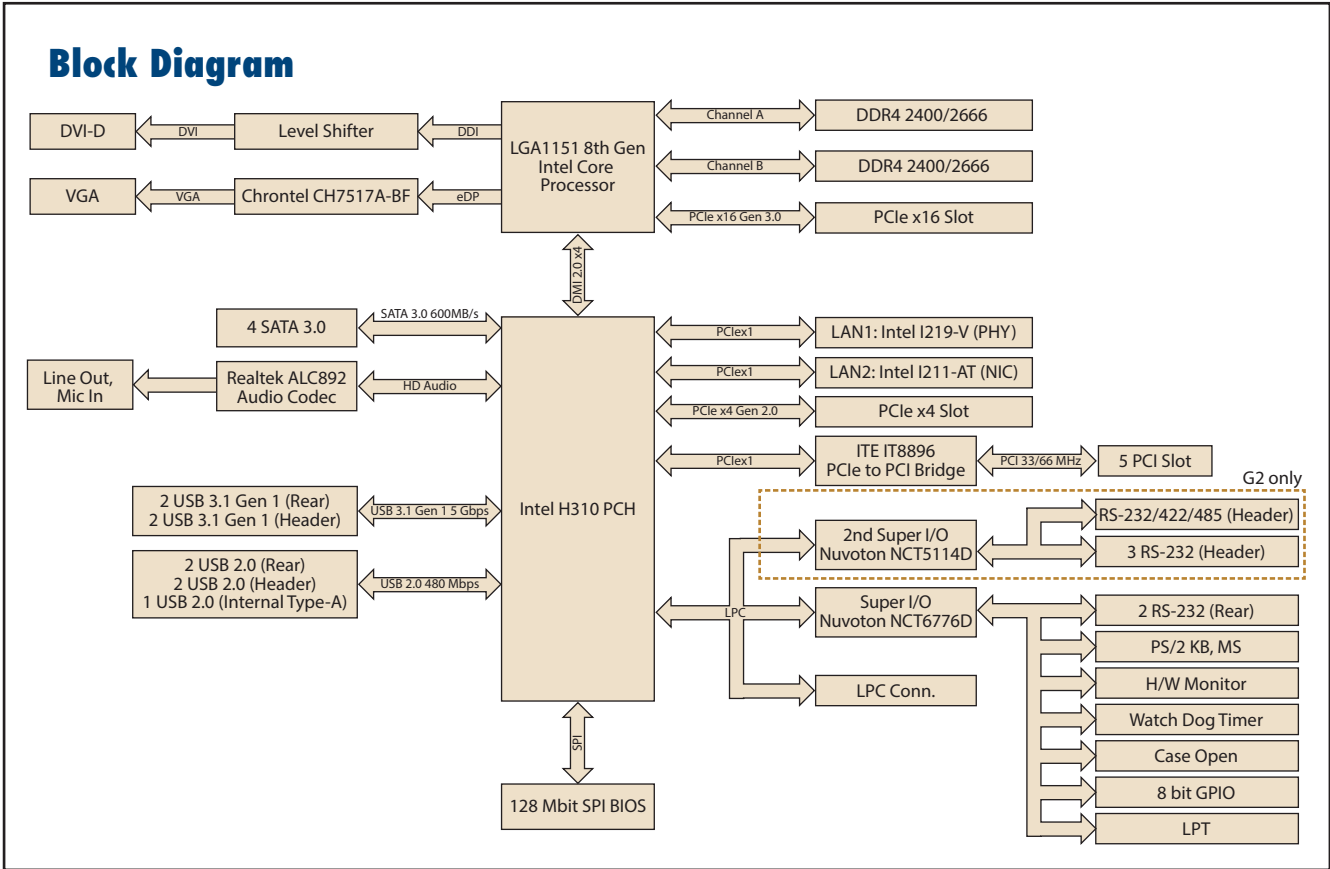 Block Diagram
DVI-D
DVI
Level Shifter
DDI
LGA1151 8th Gen
Intel Core
Processor
Channel A
DDR4 2400/2666
Channel B
DDR4 2400/2666
VGA
VGA
Chrontel CH7517A-BF
eDP
PCIe x16 Gen 3.0
PCIe x16 Slot
DMI 2.0 x4
4 SATA 3.0
SATA 3.0 600MB/s
Line Out,
Mic In
Realtek ALC892
Audio Codec
HD Audio
2 USB 3.1 Gen 1 (Rear)
2 USB 3.1 Gen 1 (Header)
USB 3.1 Gen 1 5 Gbps
2 USB 2.0 (Rear)
2 USB 2.0 (Header)
1 USB 2.0 (Internal Type-A)
USB 2.0 480 Mbps
Intel H310 PCH
PCIex1
LAN1: Intel I219-V (PHY)
PCIex1
LAN2: Intel I211-AT (NIC)
PCIe x4 Gen 2.0
PCIe x4 Slot
PCIex1
ITE IT8896
PCIe to PCI Bridge
PCI 33/66 MHz
5 PCI Slot
G2 only
2nd Super I/O
Nuvoton NCT5114D
RS-232/422/485 (Header)
3 RS-232 (Header)
LPC
Super I/O
Nuvoton NCT6776D
2 RS-232 (Rear)
PS/2 KB, MS
H/W Monitor
Watch Dog Timer
Case Open
8 bit GPIO
LPT
LPC Conn.
SPI
128 Mbit SPI BIOS